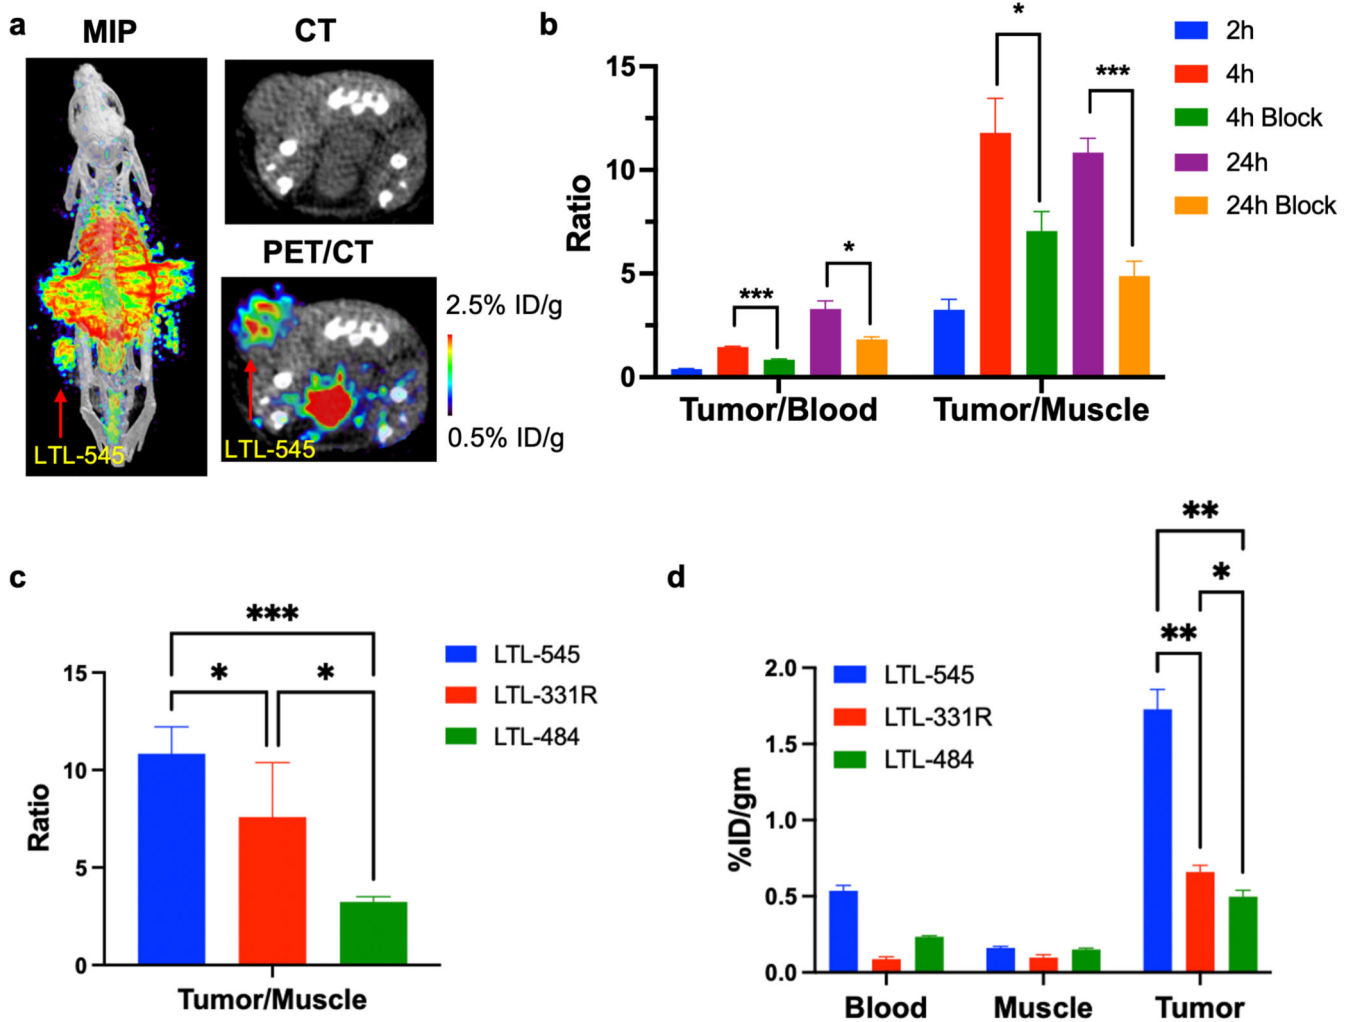 a
MIP
CT
LTL-545
PET/CT
2.5% ID/g
0.5% ID/g
LTL-545
b
*
***
*
***
15
10
5
0
Ratio
Tumor/Blood
Tumor/Muscle
2h
4h
4h Block
24h
24h Block
c
***
*
*
15
10
5
0
Ratio
Tumor/Muscle
LTL-545
LTL-331R
LTL-484
d
**
*
**
2.0
1.5
1.0
0.5
0.0
%ID/gm
LTL-545
LTL-331R
LTL-484
Blood
Muscle
Tumor